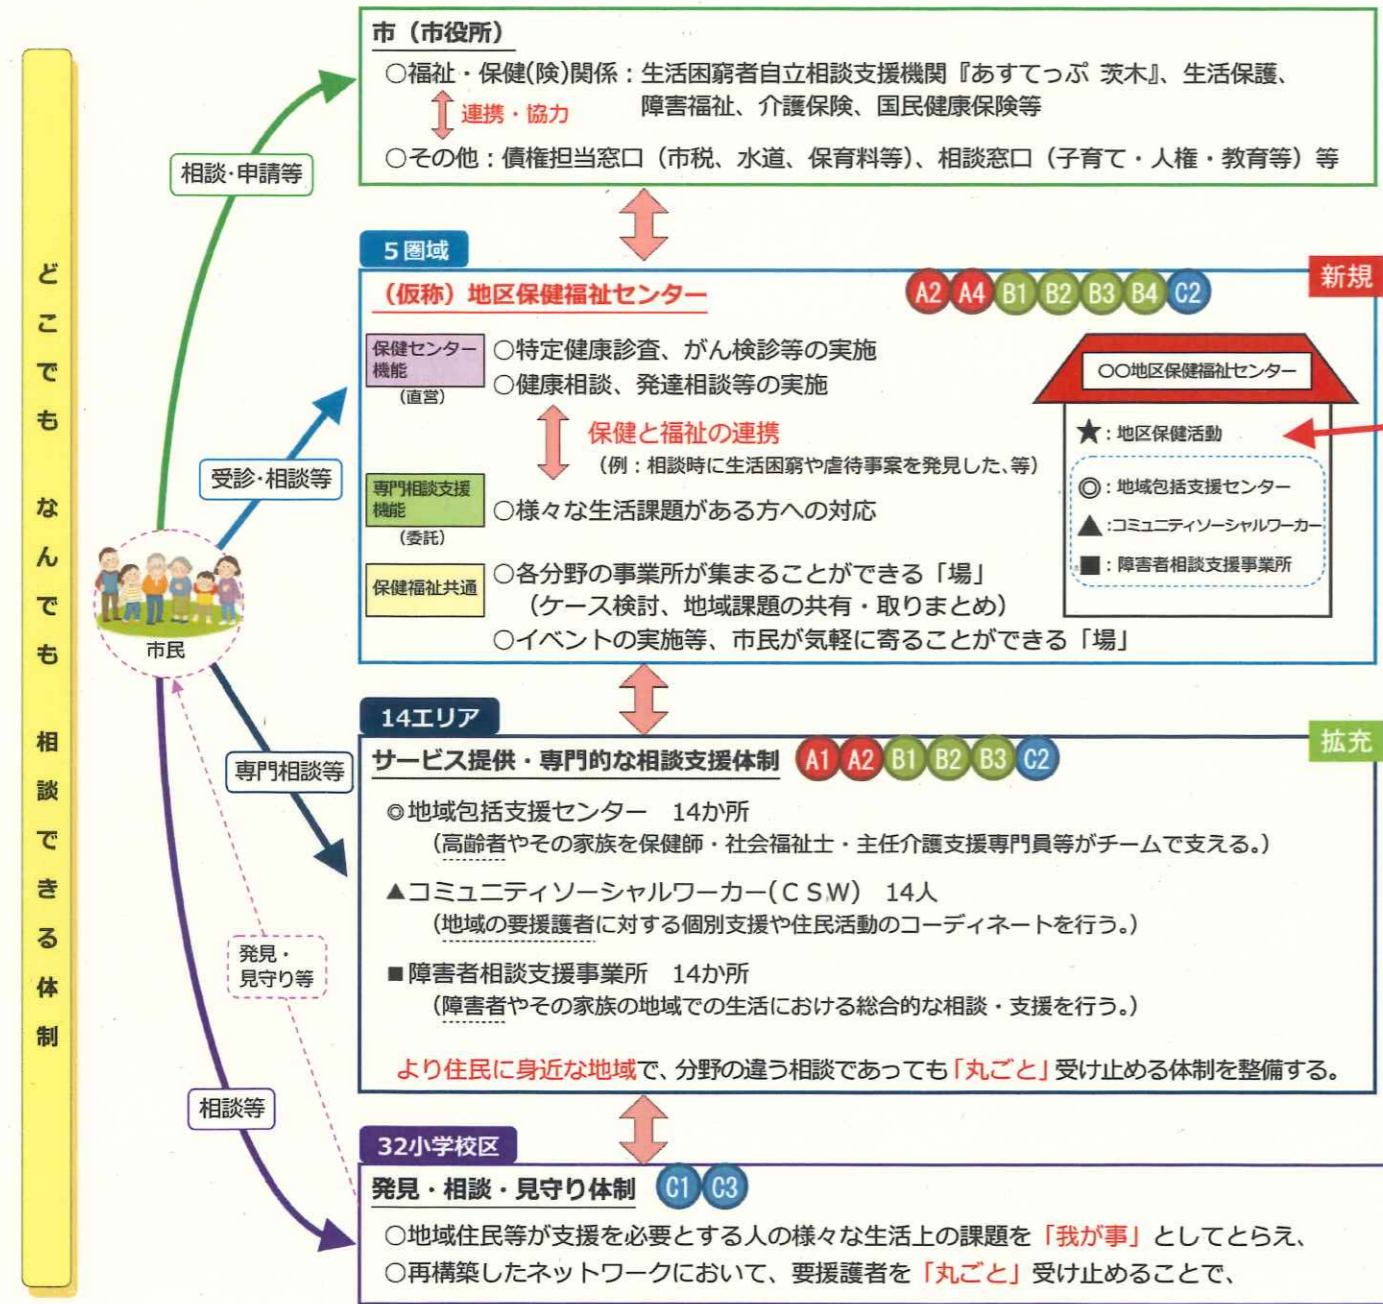 どこでも なんでも 相談できる体制
市（市役所）
○福祉・保健(険)関係：生活困窮者自立相談支援機関『あすてっぷ 茨木』、生活保護、
障害福祉、介護保険、国民健康保険等
連携・協力
○その他：債権担当窓口（市税、水道、保育料等）、相談窓口（子育て・人権・教育等）等
相談・申請等
5圏域
（仮称）地区保健福祉センター
A2 A4 B1 B2 B3 B4 C2
新規
保健センター
機能
（直営）
○特定健康診査、がん検診等の実施
○健康相談、発達相談等の実施
保健と福祉の連携
（例：相談時に生活困窮や虐待事案を発見した、等）
専門相談支援
機能
（委託）
○様々な生活課題がある方への対応
保健福祉共通
○各分野の事業所が集まることができる「場」
（ケース検討、地域課題の共有・取りまとめ）
○イベントの実施等、市民が気軽に寄ることができる「場」
○○地区保健福祉センター
★：地区保健活動
◎：地域包括支援センター
▲：コミュニティソーシャルワーカー
■：障害者相談支援事業所
受診・相談等
市民
14エリア
サービス提供・専門的な相談支援体制
A1 A2 B1 B2 B3 C2
拡充
専門相談等
◎地域包括支援センター 14か所
（高齢者やその家族を保健師・社会福祉士・主任介護支援専門員等がチームで支える。）
▲コミュニティソーシャルワーカー(ＣＳＷ) 14人
（地域の要援護者に対する個別支援や住民活動のコーディネートを行う。）
■障害者相談支援事業所 14か所
（障害者やその家族の地域での生活における総合的な相談・支援を行う。）
より住民に身近な地域で、分野の違う相談であっても「丸ごと」受け止める体制を整備する。
発見・
見守り等
相談等
32小学校区
発見・相談・見守り体制
C1 C3
○地域住民等が支援を必要とする人の様々な生活上の課題を「我が事」としてとらえ、
○再構築したネットワークにおいて、要援護者を「丸ごと」受け止めることで、